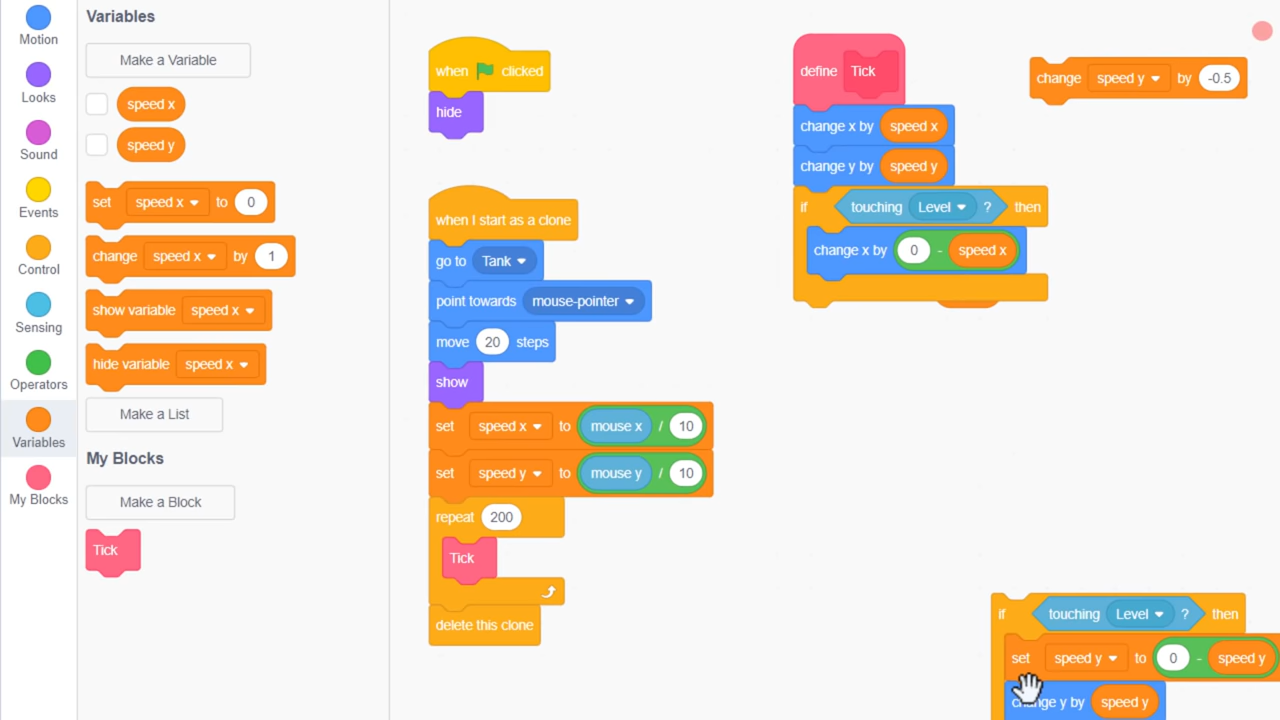 Motion
Looks
Sound
Events
Control
Sensing
Operators
Variables
My Blocks
Variables
Make a Variable
speed x
speed y
set speed x to 0
change speed x by 1
show variable speed x
hide variable speed x
Make a List
My Blocks
Make a Block
Tick
when clicked
hide
when I start as a clone
go to Tank
point towards mouse-pointer
move 20 steps
show
set speed x to mouse x / 10
set speed y to mouse y / 10
repeat 200
Tick
delete this clone
define Tick
change x by speed x
change y by speed y
if touching Level ? then
change x by 0 - speed x
change speed y by -0.5
if touching Level ? then
set speed y to 0 - speed y
change y by speed y